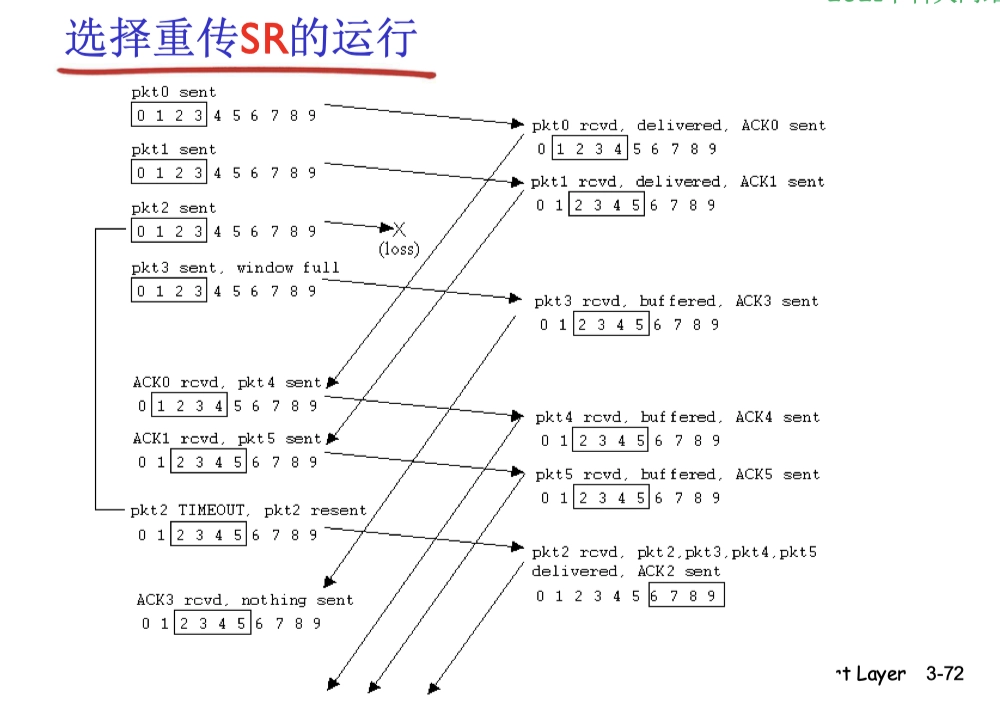 选择重传SR的运行
pkt0 sent
0 1 2 3 4 5 6 7 8 9
pkt0 rcvd, delivered, ACK0 sent
0 1 2 3 4 5 6 7 8 9
pkt1 sent
0 1 2 3 4 5 6 7 8 9
pkt1 rcvd, delivered, ACK1 sent
0 1 2 3 4 5 6 7 8 9
pkt2 sent
0 1 2 3 4 5 6 7 8 9
X
(loss)
pkt3 sent, window full
0 1 2 3 4 5 6 7 8 9
pkt3 rcvd, buffered, ACK3 sent
0 1 2 3 4 5 6 7 8 9
ACK0 rcvd, pkt4 sent
0 1 2 3 4 5 6 7 8 9
pkt4 rcvd, buffered, ACK4 sent
0 1 2 3 4 5 6 7 8 9
ACK1 rcvd, pkt5 sent
0 1 2 3 4 5 6 7 8 9
pkt5 rcvd, buffered, ACK5 sent
0 1 2 3 4 5 6 7 8 9
pkt2 TIMEOUT, pkt2 resent
0 1 2 3 4 5 6 7 8 9
pkt2 rcvd, pkt2,pkt3,pkt4,pkt5
delivered, ACK2 sent
0 1 2 3 4 5 6 7 8 9
ACK3 rcvd, nothing sent
0 1 2 3 4 5 6 7 8 9
Layer 3-72